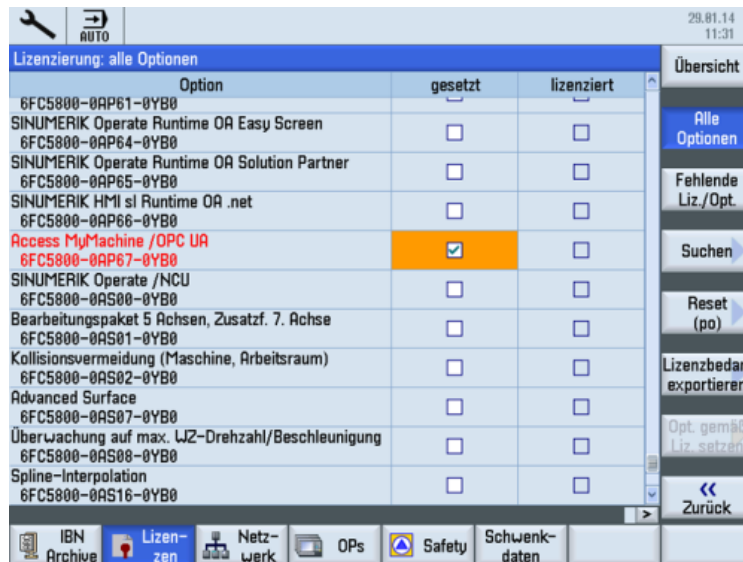 AUTO
29.01.14
11:31
Lizenzierung: alle Optionen
Übersicht
Option gesetzt lizenziert
6FC5800-0AP61-0YB0
SINUMERIK Operate Runtime OA Easy Screen
6FC5800-0AP64-0YB0
Alle
Optionen
SINUMERIK Operate Runtime OA Solution Partner
6FC5800-0AP65-0YB0
Fehlende
Liz./Opt.
SINUMERIK HMI sl Runtime OA .net
6FC5800-0AP66-0YB0
Access MyMachine /OPC UA
6FC5800-0AP67-0YB0
Suchen
SINUMERIK Operate /NCU
6FC5800-0AS00-0YB0
Reset
(po)
Bearbeitungspaket 5 Achsen, Zusatzf. 7. Achse
6FC5800-0AS01-0YB0
Kollisionsvermeidung (Maschine, Arbeitsraum)
6FC5800-0AS02-0YB0
Lizenzbedar
exportierer
Advanced Surface
6FC5800-0AS07-0YB0
Opt. gemäß
Liz. setzen
Überwachung auf max. WZ-Drehzahl/Beschleunigung
6FC5800-0AS08-0YB0
Spline-Interpolation
6FC5800-0AS16-0YB0
<<
Zurück
IBN
Archive
Lizen-
zen
Netz-
werk
OPs
Safety
Schwenk-
daten